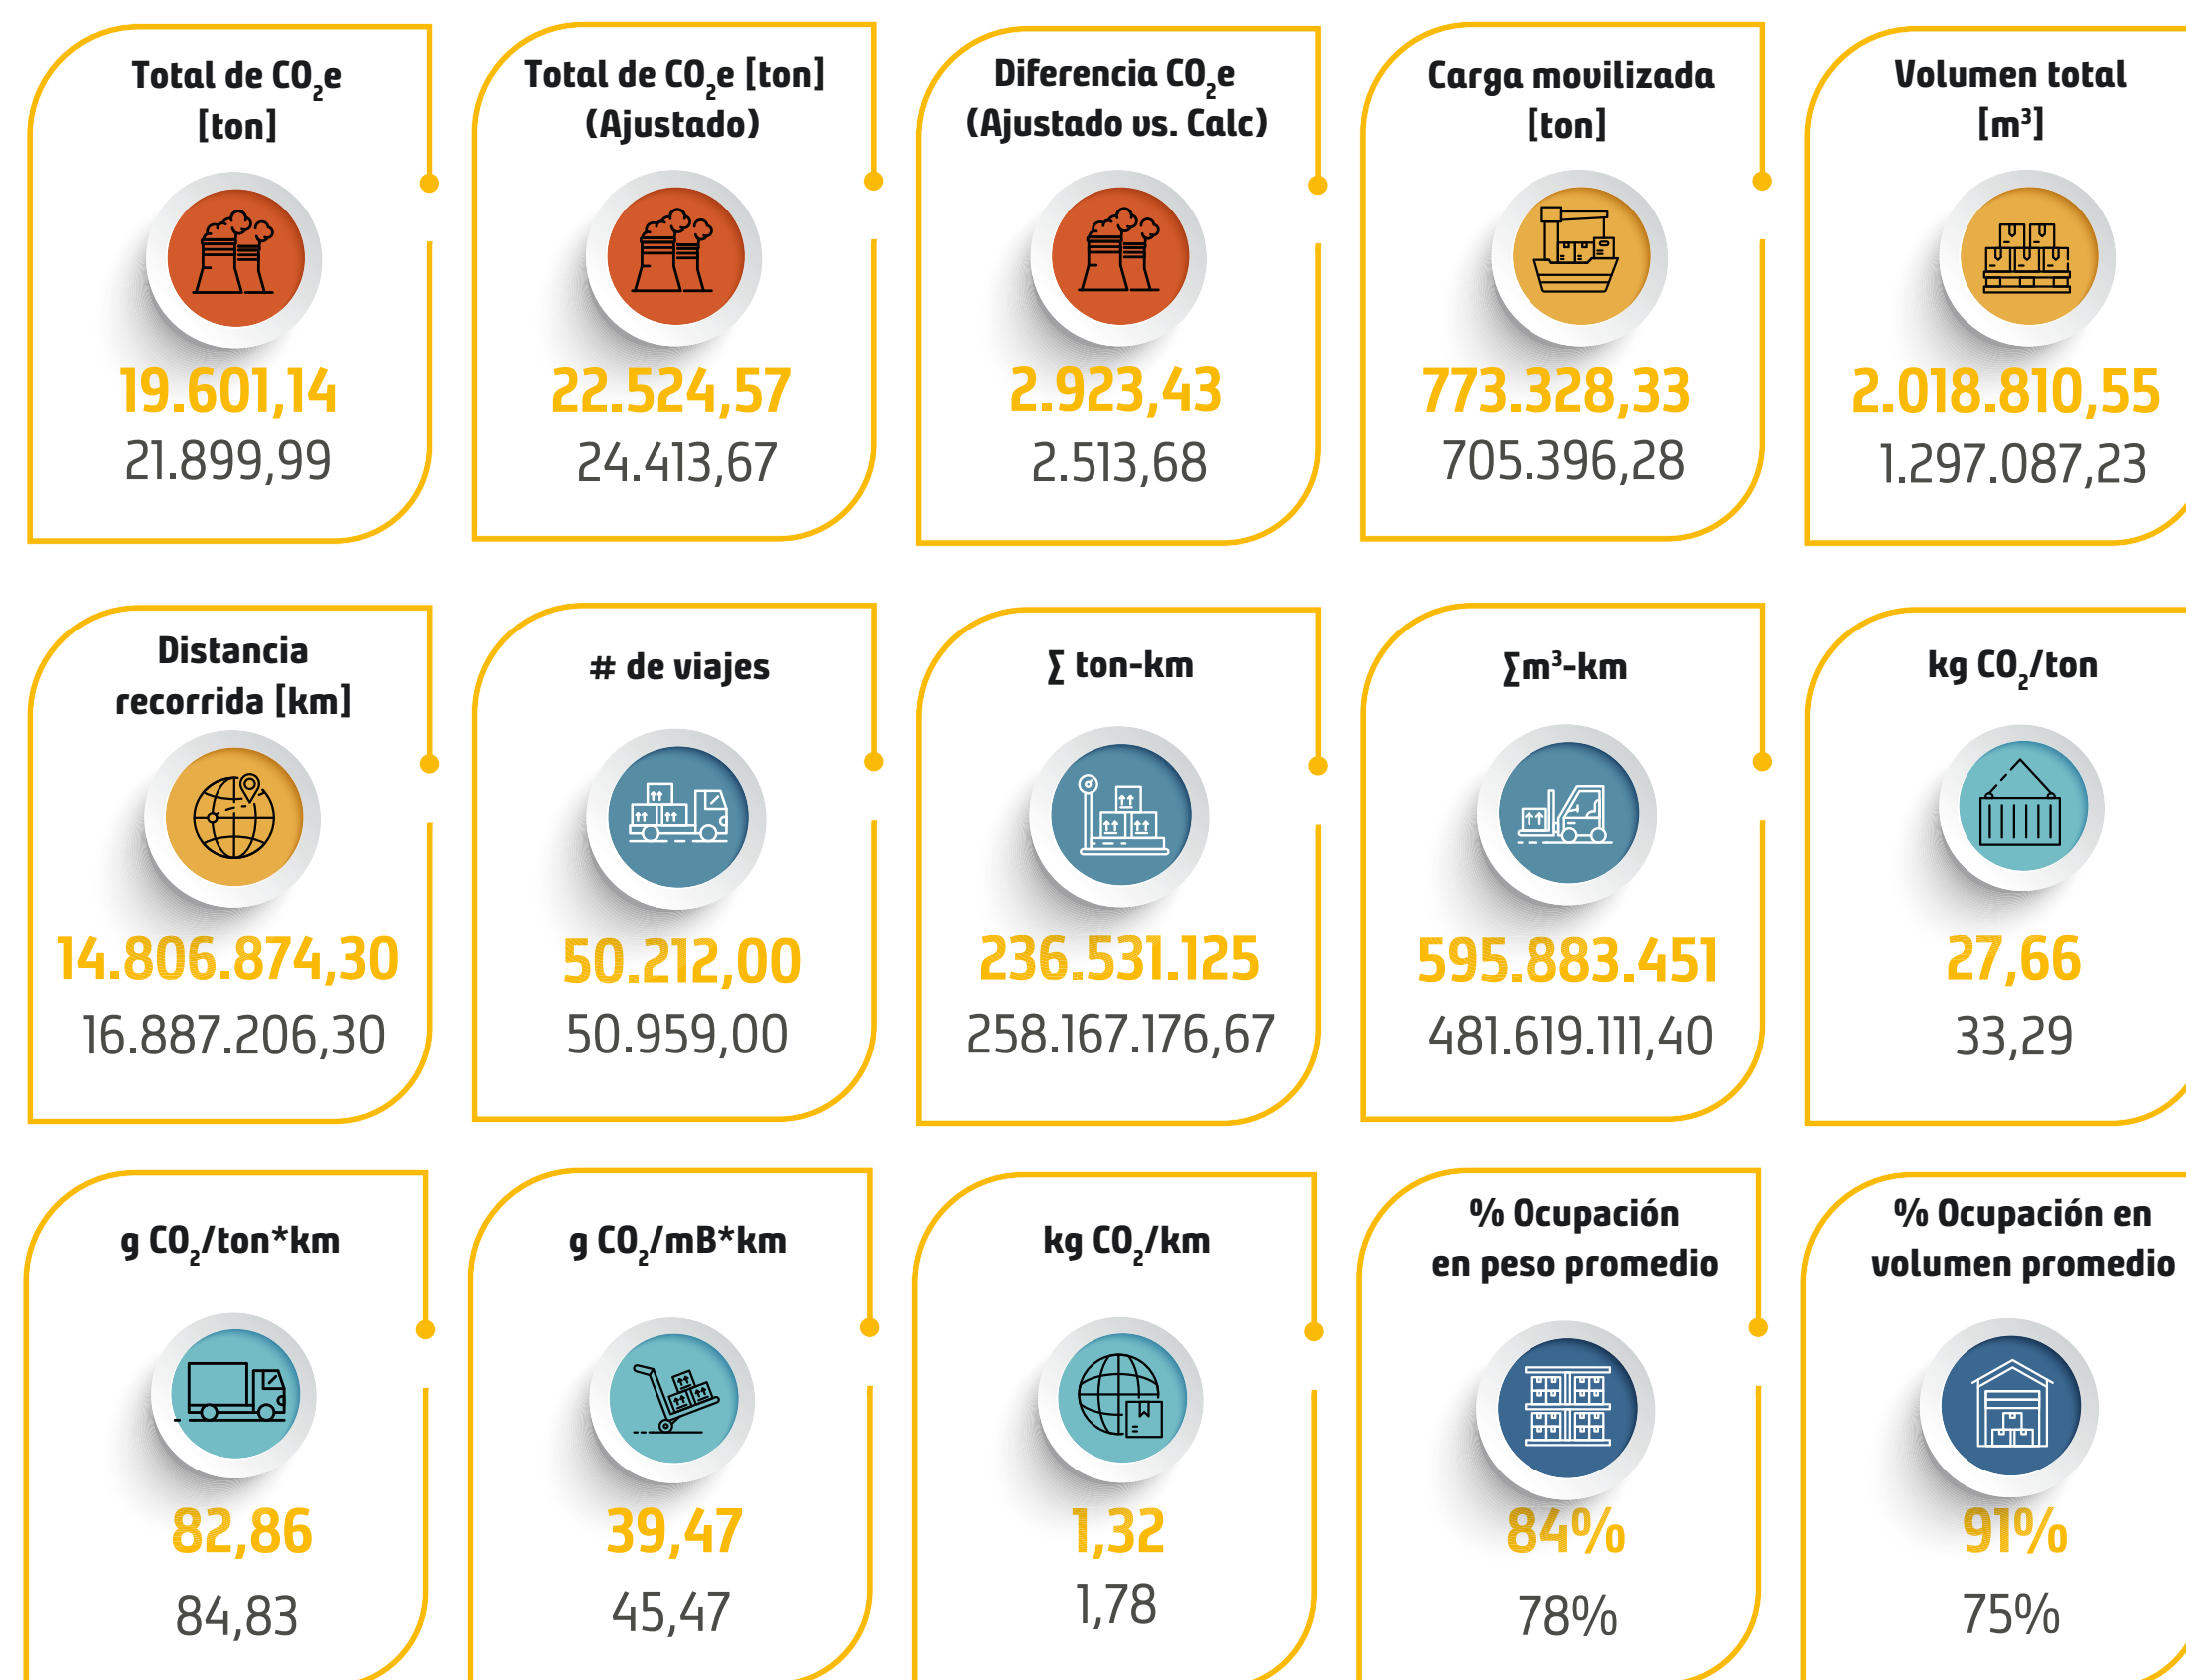 Total de CO₂e
[ton]
19.601,14
21.899,99
Total de CO₂e [ton]
(Ajustado)
22.524,57
24.413,67
Diferencia CO₂e
(Ajustado vs. Calc)
2.923,43
2.513,68
Carga movilizada
[ton]
773.328,33
705.396,28
Volumen total
[m³]
2.018.810,55
1.297.087,23
Distancia
recorrida [km]
14.806.874,30
16.887.206,30
# de viajes
50.212,00
50.959,00
∑ ton-km
236.531.125
258.167.176,67
∑m³-km
595.883.451
481.619.111,40
kg CO₂/ton
27,66
33,29
g CO₂/ton*km
82,86
84,83
g CO₂/mB*km
39,47
45,47
kg CO₂/km
1,32
1,78
% Ocupación
en peso promedio
84%
78%
% Ocupación en
volumen promedio
91%
75%